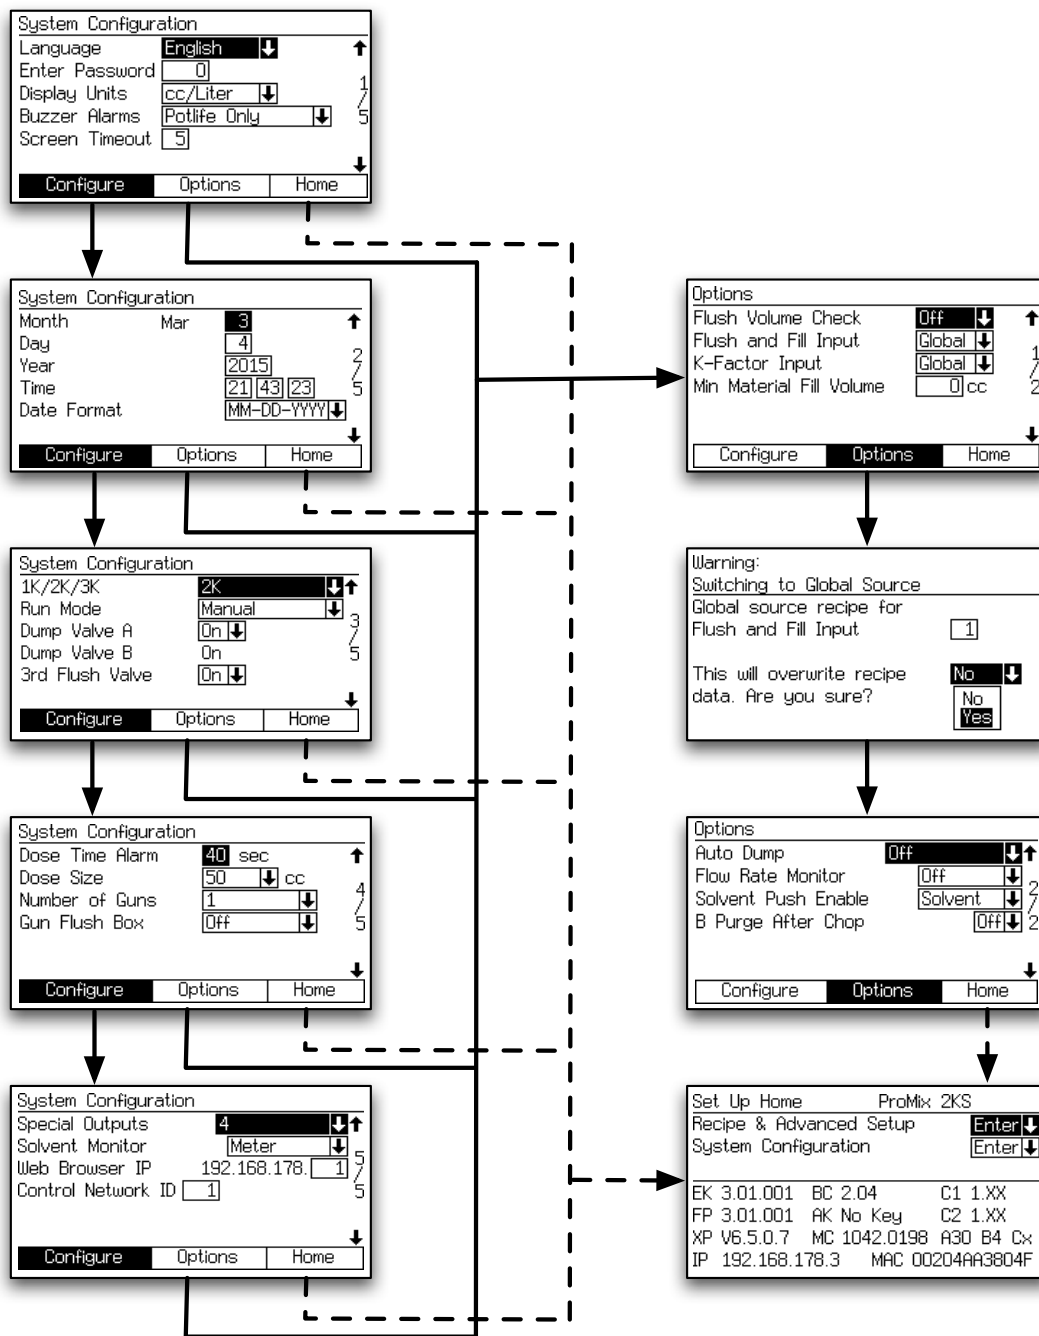 System Configuration
Language English
Enter Password 0
Display Units cc/Liter
Buzzer Alarms Potlife Only
Screen Timeout 5
1/5
Configure Options Home
System Configuration
Month Mar 3
Day 4
Year 2015
Time 21 43 23
Date Format MM-DD-YYYY
2/5
Configure Options Home
System Configuration
1K/2K/3K 2K
Run Mode Manual
Dump Valve A On
Dump Valve B On
3rd Flush Valve On
3/5
Configure Options Home
System Configuration
Dose Time Alarm 40 sec
Dose Size 50 cc
Number of Guns 1
Gun Flush Box Off
4/5
Configure Options Home
System Configuration
Special Outputs 4
Solvent Monitor Meter
Web Browser IP 192.168.178. 1
Control Network ID 1
5/5
Configure Options Home
Options
Flush Volume Check Off
Flush and Fill Input Global
K-Factor Input Global
Min Material Fill Volume 0 cc
1/2
Configure Options Home
Warning:
Switching to Global Source
Global source recipe for
Flush and Fill Input 1
This will overwrite recipe No
data. Are you sure? No
Yes
Options
Auto Dump Off
Flow Rate Monitor Off
Solvent Push Enable Solvent
B Purge After Chop Off
2/2
Configure Options Home
Set Up Home ProMix 2KS
Recipe & Advanced Setup Enter
System Configuration Enter
EK 3.01.001 BC 2.04 C1 1.XX
FP 3.01.001 AK No Key C2 1.XX
XP V6.5.0.7 MC 1042.0198 A30 B4 Cx
IP 192.168.178.3 MAC 00204AA3804F